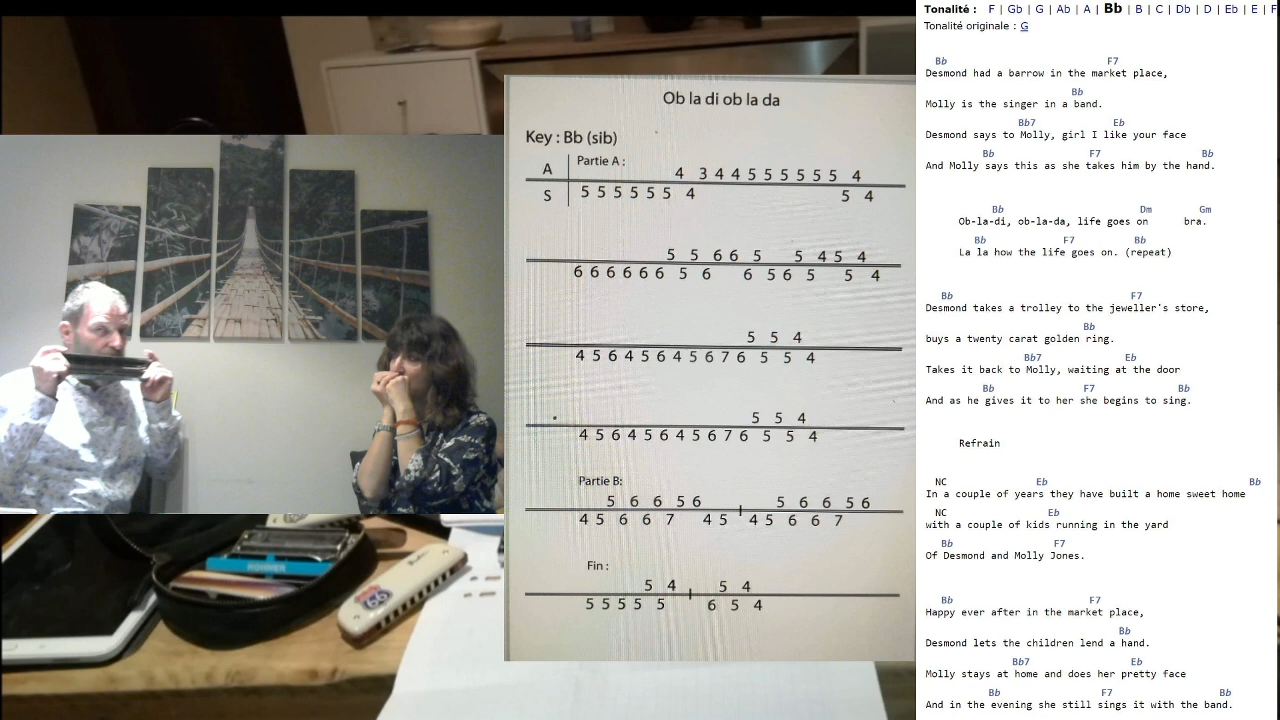 Ob la di ob la da
Key : Bb (sib)
A
Partie A :
4 3 4 4 5 5 5 5 5 5 4
S
5 5 5 5 5 5 4 5 4
5 5 6 6 5 5 4 5 4
6 6 6 6 6 6 5 6 6 5 6 5 5 4
5 5 4
4 5 6 4 5 6 4 5 6 7 6 5 5 4
5 5 4
4 5 6 4 5 6 4 5 6 7 6 5 5 4
Partie B:
5 6 6 5 6 5 6 6 5 6
4 5 6 6 7 4 5 4 5 6 6 7
Fin :
5 4 5 4
5 5 5 5 5 6 5 4
HOHNER
66
Tonalité : F | Gb | G | Ab | A | Bb | B | C | Db | D | Eb | E | F
Tonalité originale : G
Bb F7
Desmond had a barrow in the market place,
Bb
Molly is the singer in a band.
Bb7 Eb
Desmond says to Molly, girl I like your face
Bb F7 Bb
And Molly says this as she takes him by the hand.
Bb Dm Gm
Ob-la-di, ob-la-da, life goes on bra.
Bb F7 Bb
La la how the life goes on. (repeat)
Bb F7
Desmond takes a trolley to the jeweller's store,
Bb
buys a twenty carat golden ring.
Bb7 Eb
Takes it back to Molly, waiting at the door
Bb F7 Bb
And as he gives it to her she begins to sing.
Refrain
NC Eb Bb
In a couple of years they have built a home sweet home
NC Eb
with a couple of kids running in the yard
Bb F7
Of Desmond and Molly Jones.
Bb F7
Happy ever after in the market place,
Bb
Desmond lets the children lend a hand.
Bb7 Eb
Molly stays at home and does her pretty face
Bb F7 Bb
And in the evening she still sings it with the band.